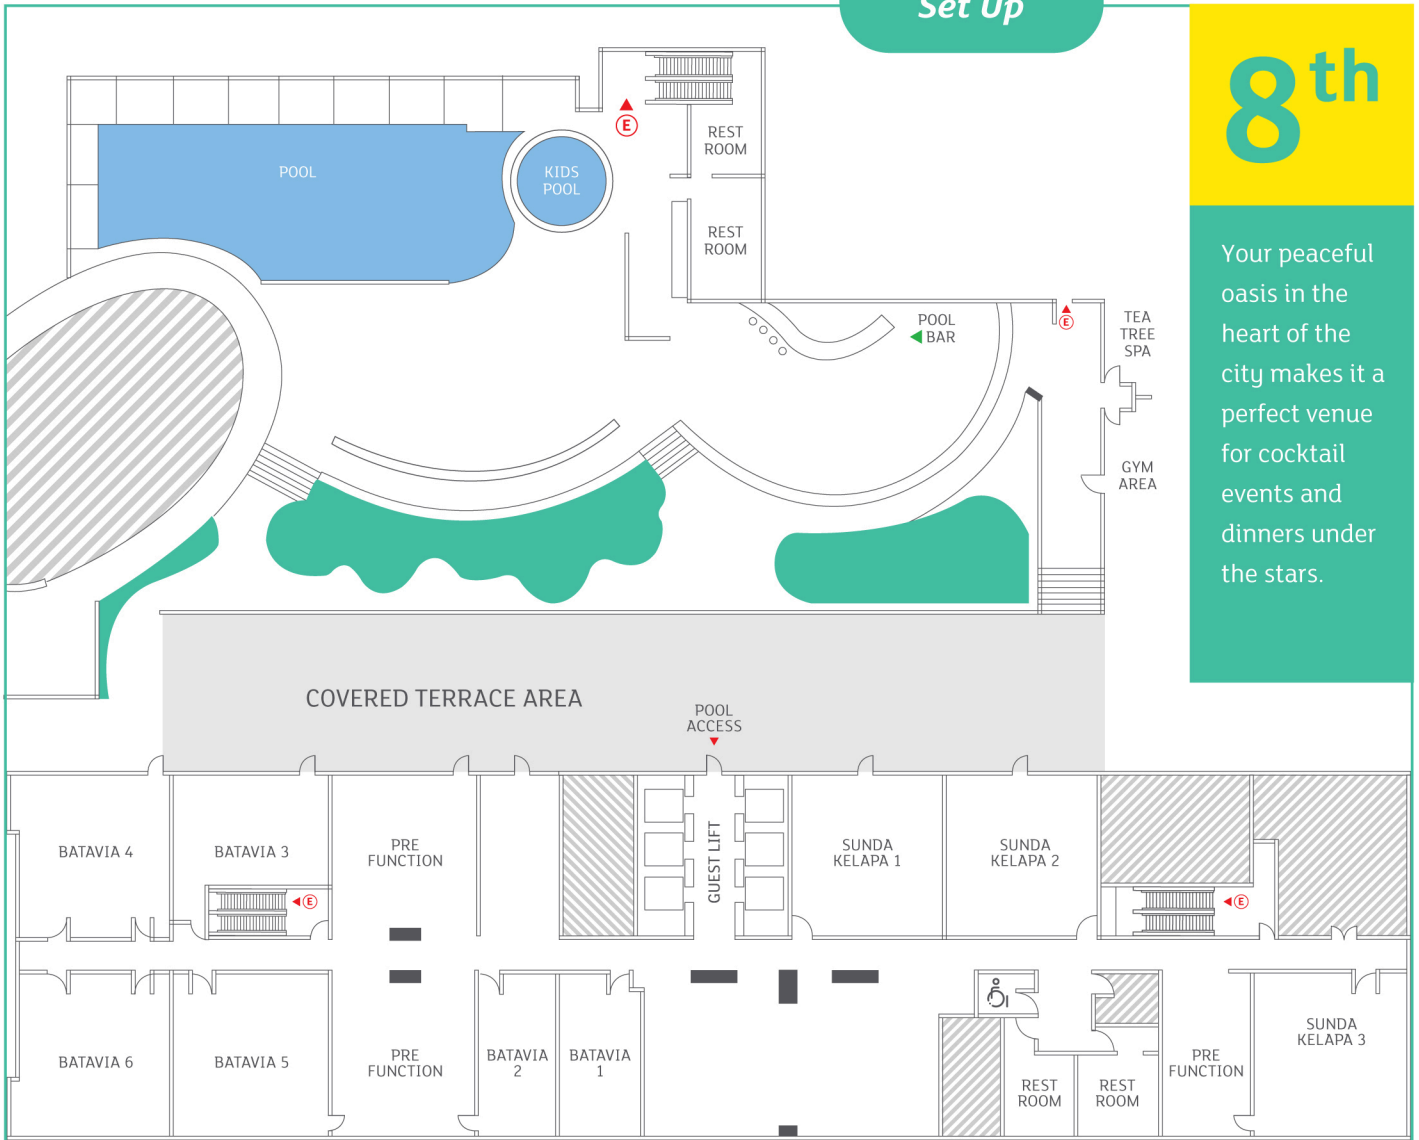 Set Up
8th
Your peaceful
oasis in the
heart of the
city makes it a
perfect venue
for cocktail
events and
dinners under
the stars.
E
REST
ROOM
POOL
KIDS
POOL
REST
ROOM
POOL
BAR
E
TEA
TREE
SPA
GYM
AREA
COVERED TERRACE AREA
POOL
ACCESS
BATAVIA 4
BATAVIA 3
E
PRE
FUNCTION
GUEST LIFT
SUNDA
KELAPA 1
SUNDA
KELAPA 2
E
BATAVIA 6
BATAVIA 5
PRE
FUNCTION
BATAVIA
2
BATAVIA
1
REST
ROOM
REST
ROOM
PRE
FUNCTION
SUNDA
KELAPA 3